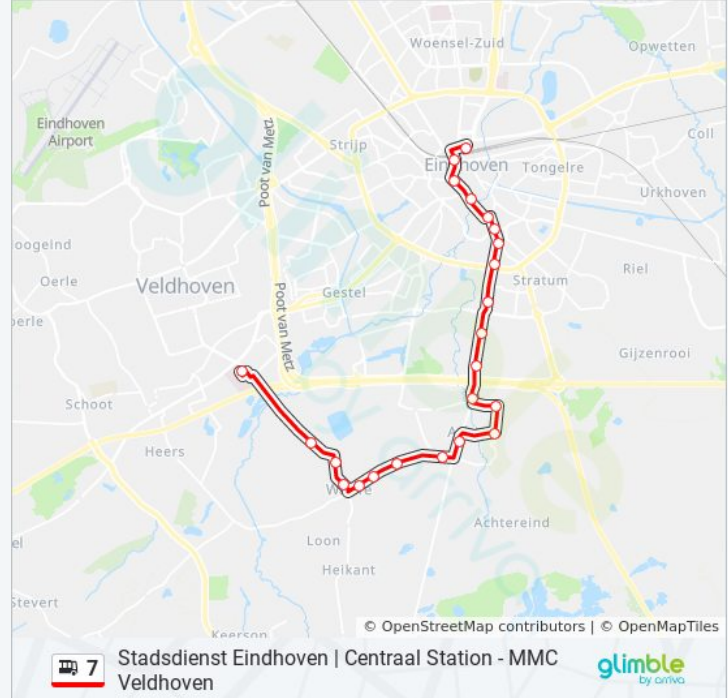 Woensel-Zuid
Opwetten
Eindhoven
Airport
Poot van Metz
Strijp
Coll
Eindhoven
Tongelre
Urkhoven
oogeind
Oerle
Veldhoven
Gestel
Riel
Stratum
perle
Poot van Metz
Gijzenrooi
Schoot
Heers
Achtereind
Loon
el
Heikant
Stevert
Keersop
© OpenStreetMap contributors | © OpenMapTiles
7
Stadsdienst Eindhoven | Centraal Station - MMC
Veldhoven
glimble
by arriva